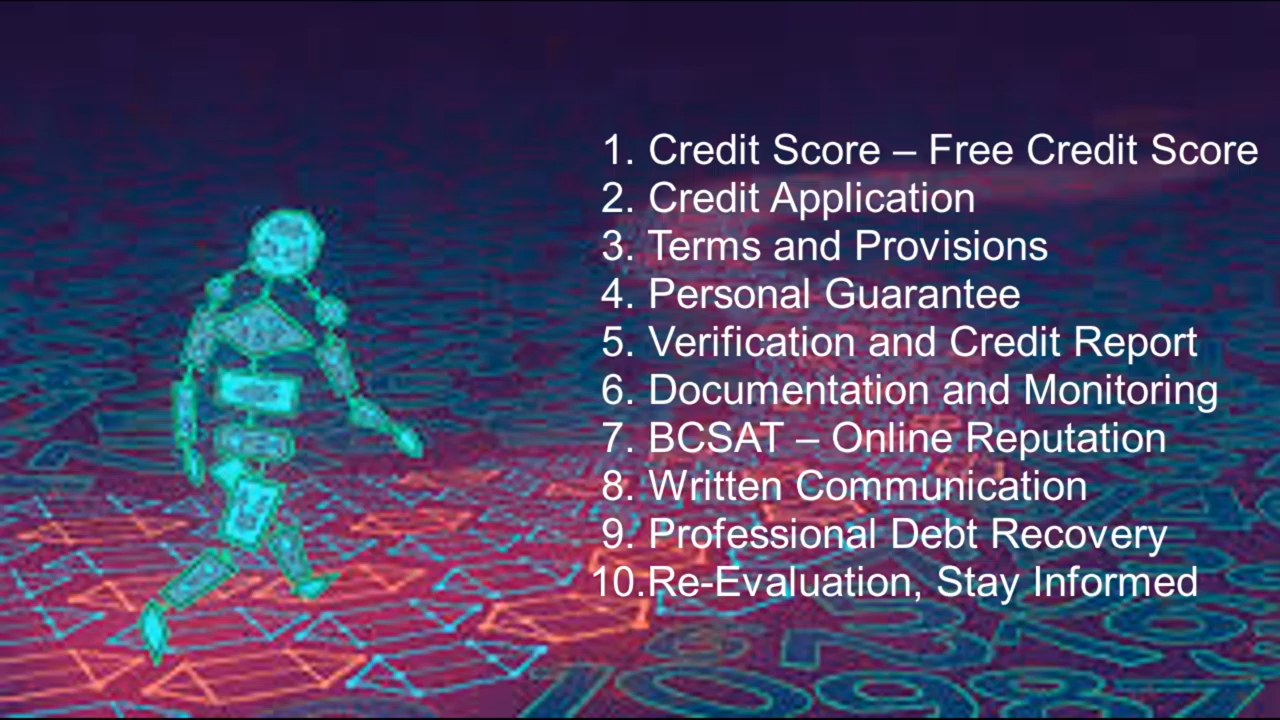 1. Credit Score – Free Credit Score
2. Credit Application
3. Terms and Provisions
4. Personal Guarantee
5. Verification and Credit Report
6. Documentation and Monitoring
7. BCSAT – Online Reputation
8. Written Communication
9. Professional Debt Recovery
10.Re-Evaluation, Stay Informed